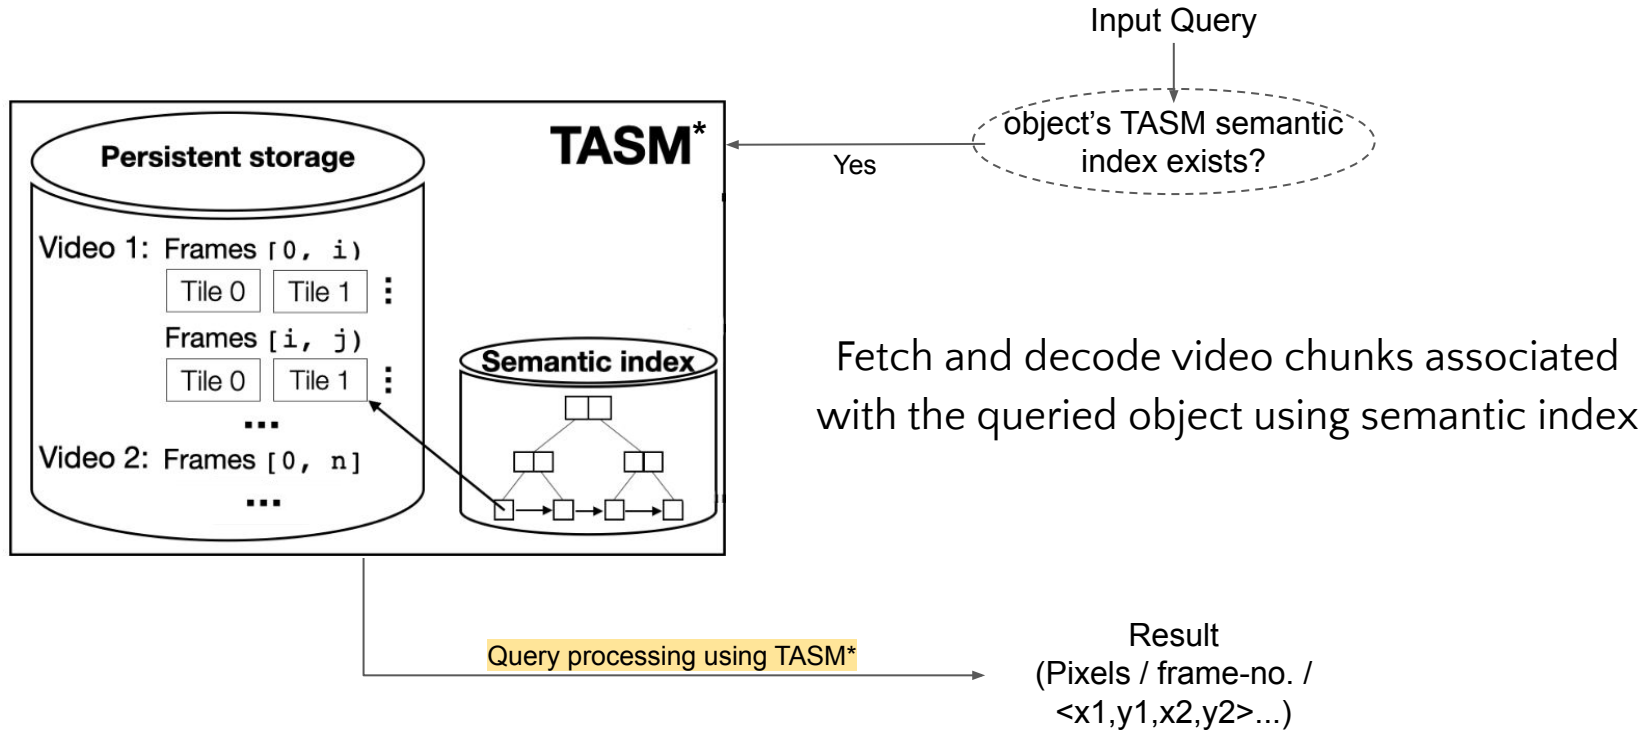 Input Query
object's TASM semantic
index exists?
Yes
TASM*
Persistent storage
Video 1: Frames [0, i)
Tile 0 Tile 1 ⋮
Frames [i, j)
Tile 0 Tile 1 ⋮
...
Video 2: Frames [0, n]
...
Semantic index
Fetch and decode video chunks associated
with the queried object using semantic index
Query processing using TASM*
Result
(Pixels / frame-no. /
<x1,y1,x2,y2>...)